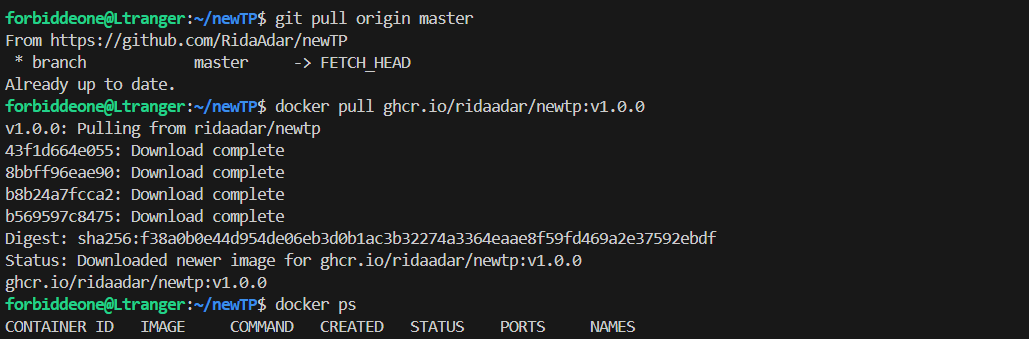 forbiddeone@Ltranger:~/newTP$ git pull origin master
From https://github.com/RidaAdar/newTP
 * branch            master     -> FETCH_HEAD
Already up to date.
forbiddeone@Ltranger:~/newTP$ docker pull ghcr.io/ridaadar/newtp:v1.0.0
v1.0.0: Pulling from ridaadar/newtp
43f1d664e055: Download complete
8bbff96eae90: Download complete
b8b24a7fcca2: Download complete
b569597c8475: Download complete
Digest: sha256:f38a0b0e44d954de06eb3d0b1ac3b32274a3364eaae8f59fd469a2e37592ebdf
Status: Downloaded newer image for ghcr.io/ridaadar/newtp:v1.0.0
ghcr.io/ridaadar/newtp:v1.0.0
forbiddeone@Ltranger:~/newTP$ docker ps
CONTAINER ID   IMAGE     COMMAND   CREATED   STATUS    PORTS     NAMES